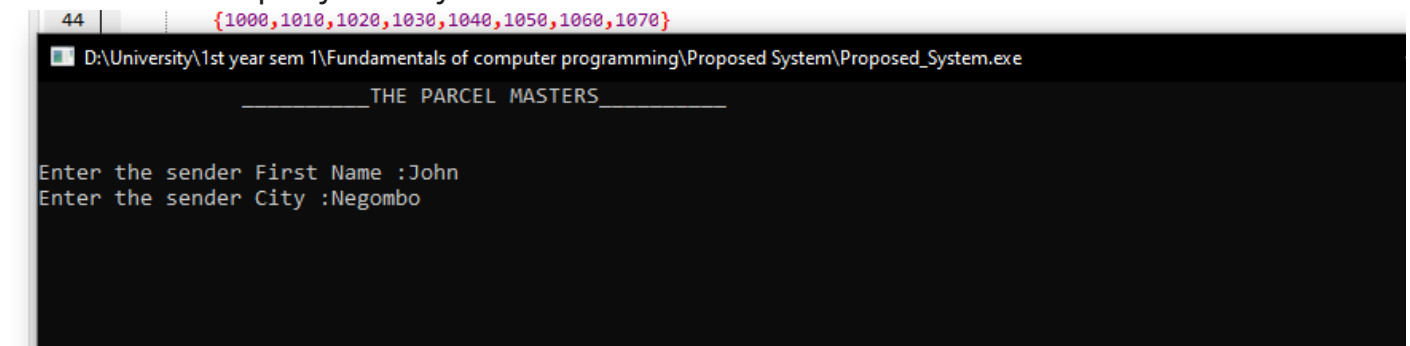 44 {1000,1010,1020,1030,1040,1050,1060,1070}
D:\University\1st year sem 1\Fundamentals of computer programming\Proposed System\Proposed_System.exe
__________THE PARCEL MASTERS__________
Enter the sender First Name :John
Enter the sender City :Negombo